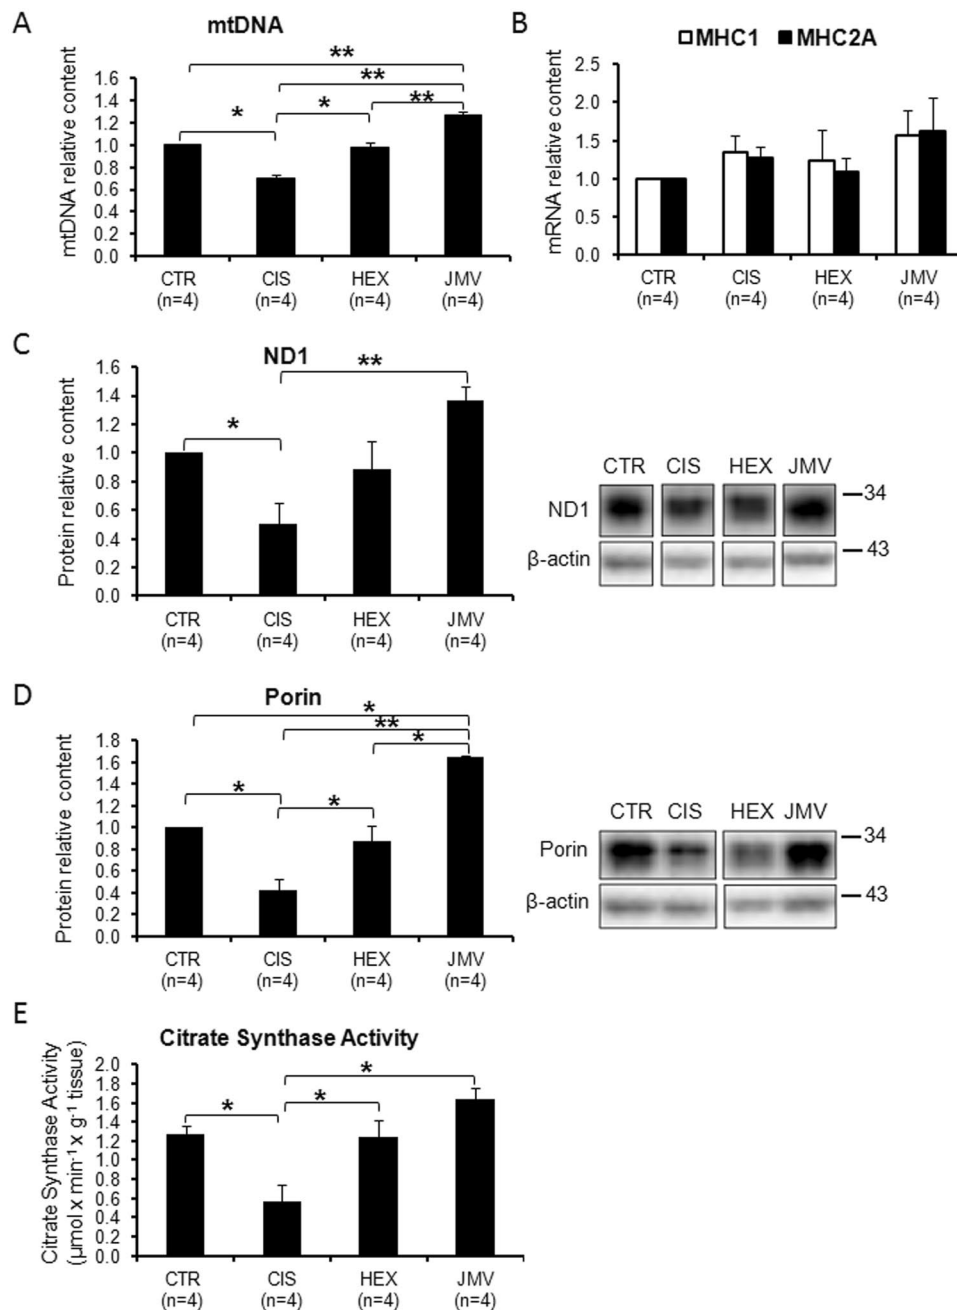 A
mtDNA
mtDNA relative content
1.6
1.4
1.2
1.0
0.8
0.6
0.4
0.2
0.0
**
**
* * **
CTR CIS HEX JMV
(n=4) (n=4) (n=4) (n=4)
B
MHC1 MHC2A
mRNA relative content
2.5
2.0
1.5
1.0
0.5
0.0
CTR CIS HEX JMV
(n=4) (n=4) (n=4) (n=4)
C
ND1
Protein relative content
1.6
1.4
1.2
1.0
0.8
0.6
0.4
0.2
0.0
**
*
CTR CIS HEX JMV
(n=4) (n=4) (n=4) (n=4)
CTR CIS HEX JMV
ND1 34
β-actin 43
D
Porin
Protein relative content
1.8
1.6
1.4
1.2
1.0
0.8
0.6
0.4
0.2
0.0
*
**
*
* *
CTR CIS HEX JMV
(n=4) (n=4) (n=4) (n=4)
CTR CIS HEX JMV
Porin 34
β-actin 43
E
Citrate Synthase Activity
Citrate Synthase Activity
(μmol x min⁻¹ x g⁻¹ tissue)
2.0
1.8
1.6
1.4
1.2
1.0
0.8
0.6
0.4
0.2
0.0
*
* *
CTR CIS HEX JMV
(n=4) (n=4) (n=4) (n=4)